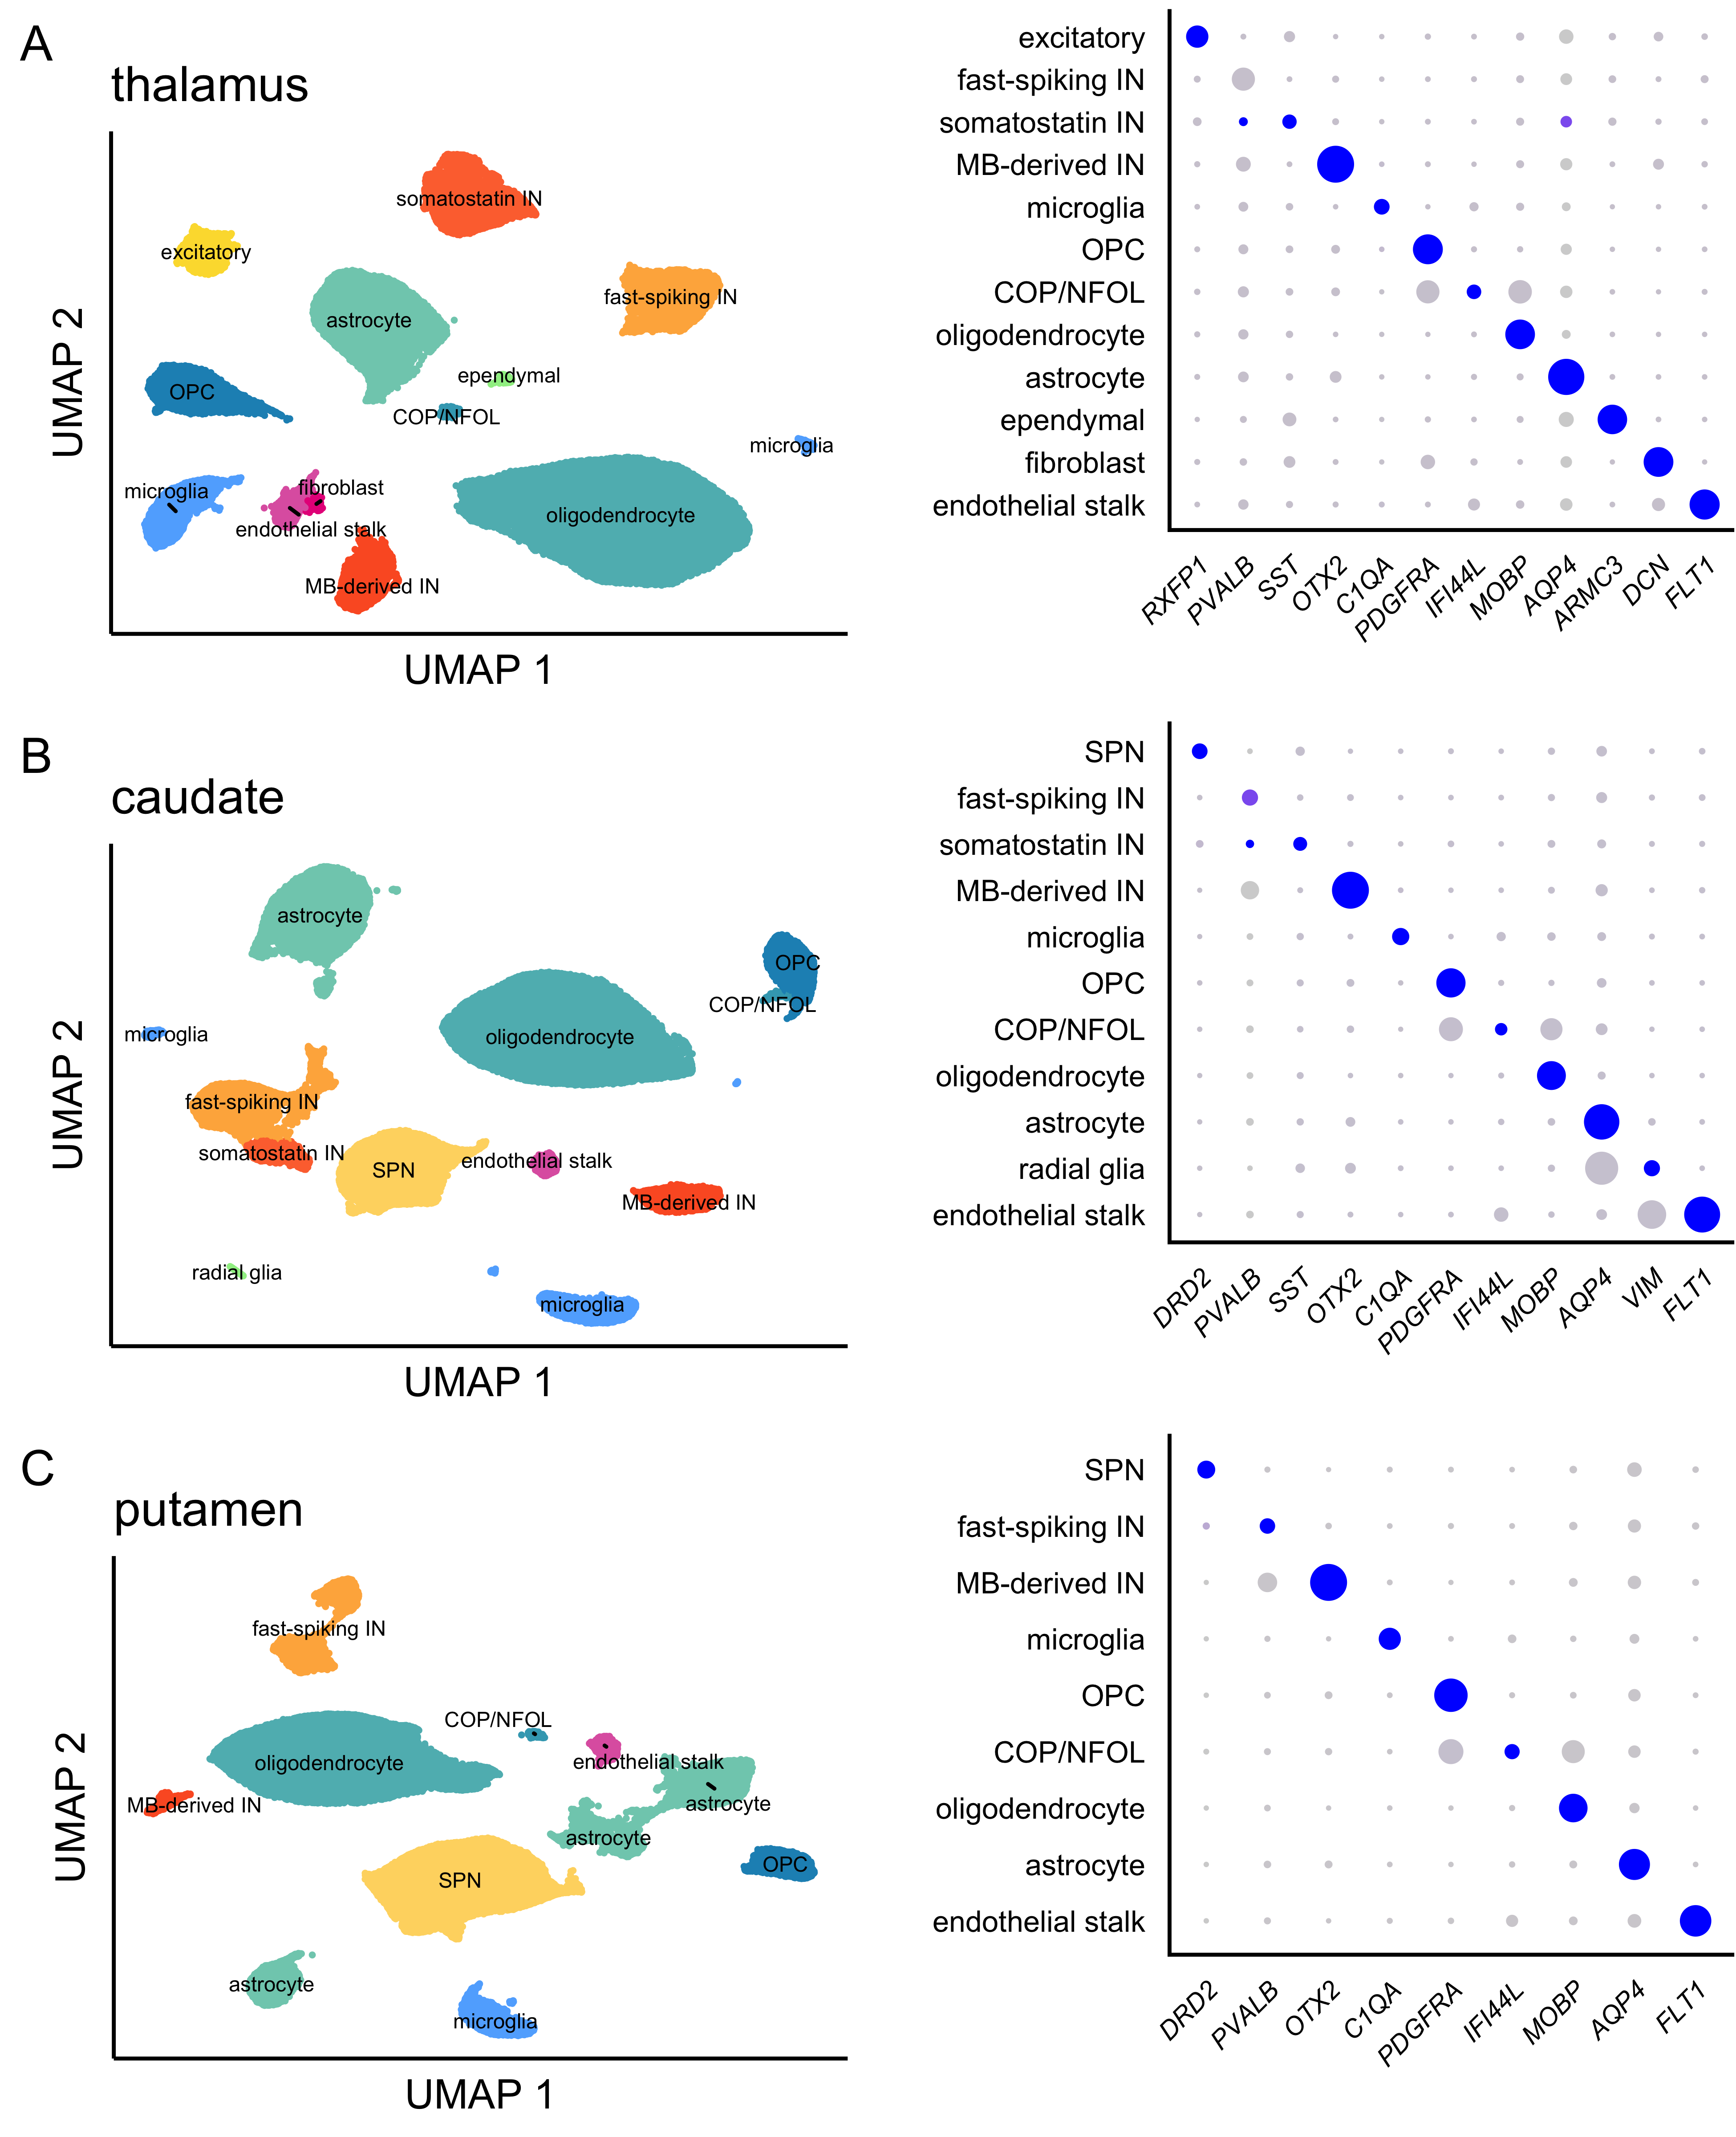 A
thalamus
somatostatin IN
excitatory
fast-spiking IN
astrocyte
ependymal
OPC
COP/NFOL
microglia
microglia
fibroblast
endothelial stalk
oligodendrocyte
MB-derived IN
UMAP 2
UMAP 1
excitatory
fast-spiking IN
somatostatin IN
MB-derived IN
microglia
OPC
COP/NFOL
oligodendrocyte
astrocyte
ependymal
fibroblast
endothelial stalk
RXFP1
PVALB
SST
OTX2
C1QA
PDGFRA
IFI44L
MOBP
AQP4
ARMC3
DCN
FLT1
B
caudate
astrocyte
OPC
COP/NFOL
microglia
oligodendrocyte
fast-spiking IN
somatostatin IN
SPN
endothelial stalk
MB-derived IN
radial glia
microglia
UMAP 2
UMAP 1
SPN
fast-spiking IN
somatostatin IN
MB-derived IN
microglia
OPC
COP/NFOL
oligodendrocyte
astrocyte
radial glia
endothelial stalk
DRD2
PVALB
SST
OTX2
C1QA
PDGFRA
IFI44L
MOBP
AQP4
VIM
FLT1
C
putamen
fast-spiking IN
COP/NFOL
oligodendrocyte
endothelial stalk
MB-derived IN
astrocyte
astrocyte
OPC
SPN
astrocyte
microglia
UMAP 2
UMAP 1
SPN
fast-spiking IN
MB-derived IN
microglia
OPC
COP/NFOL
oligodendrocyte
astrocyte
endothelial stalk
DRD2
PVALB
OTX2
C1QA
PDGFRA
IFI44L
MOBP
AQP4
FLT1